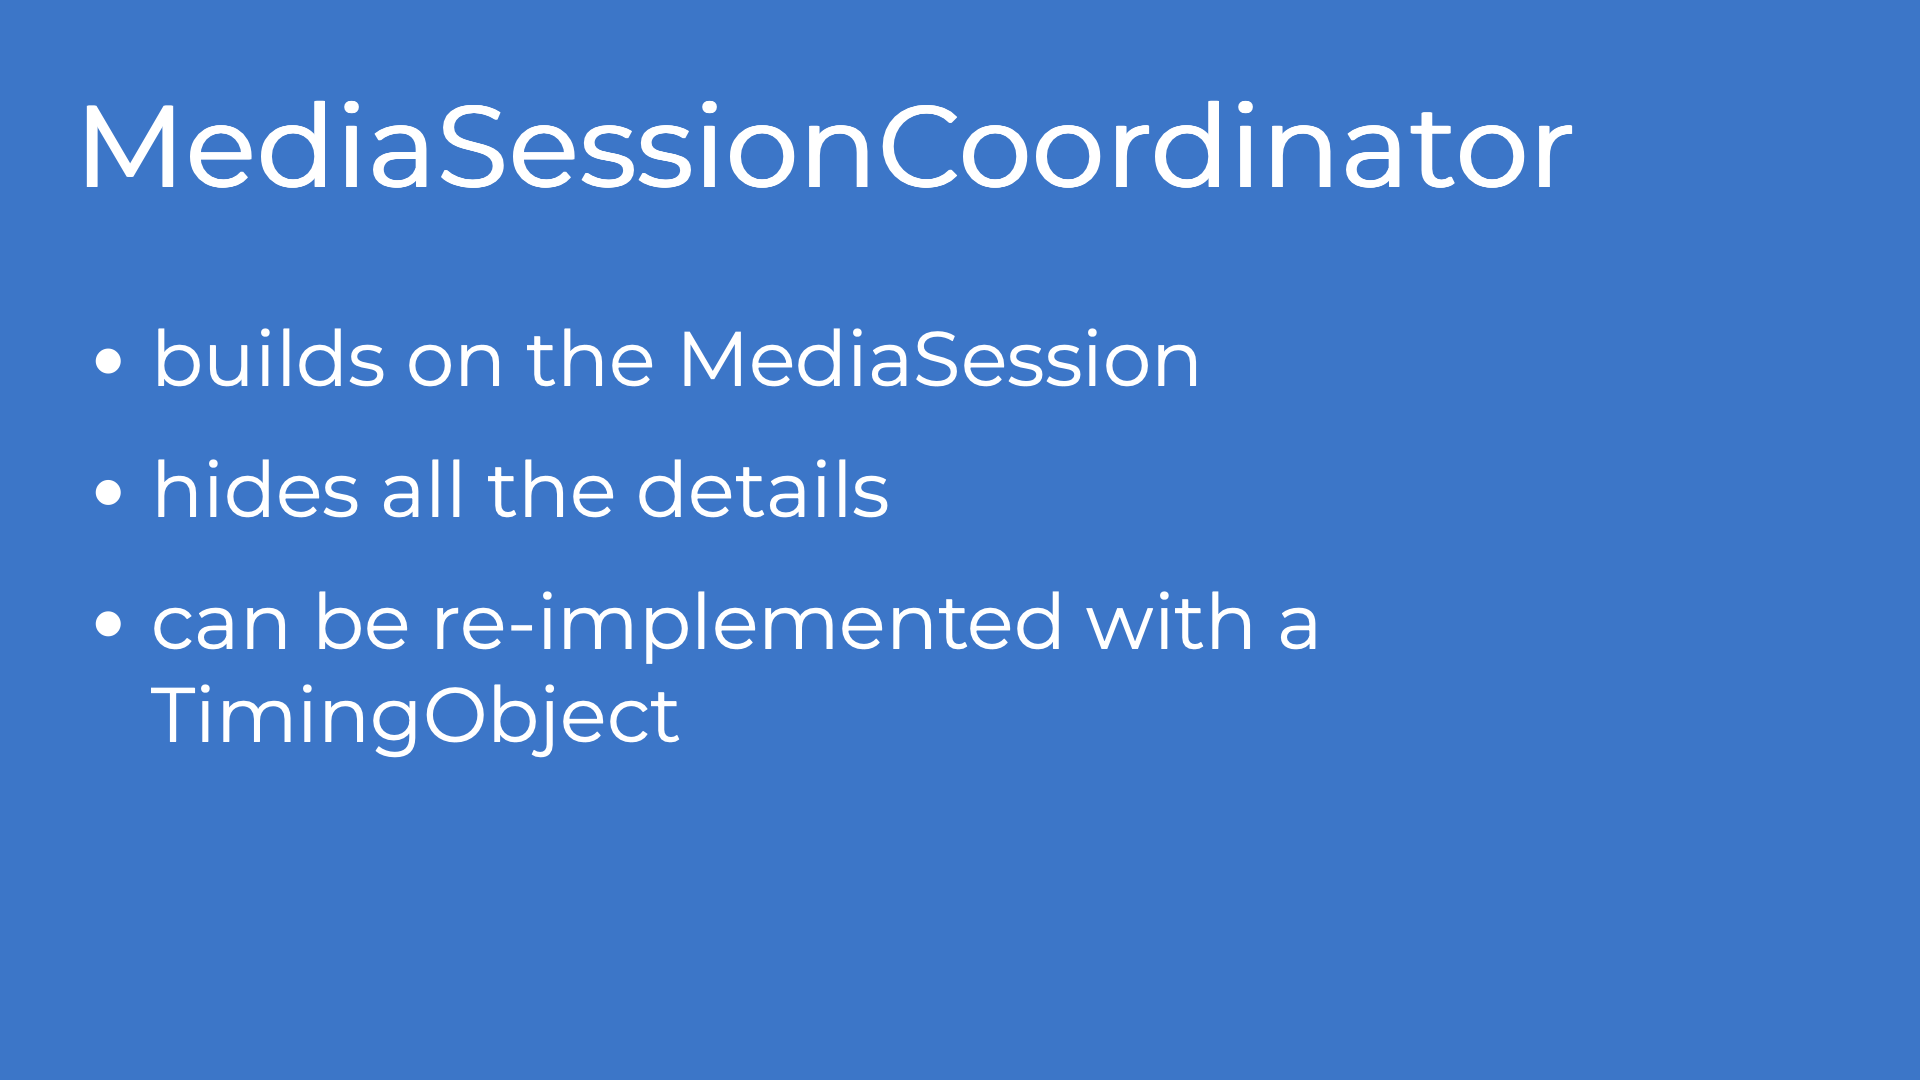 MediaSessionCoordinator
• builds on the MediaSession
• hides all the details
• can be re-implemented with a
TimingObject